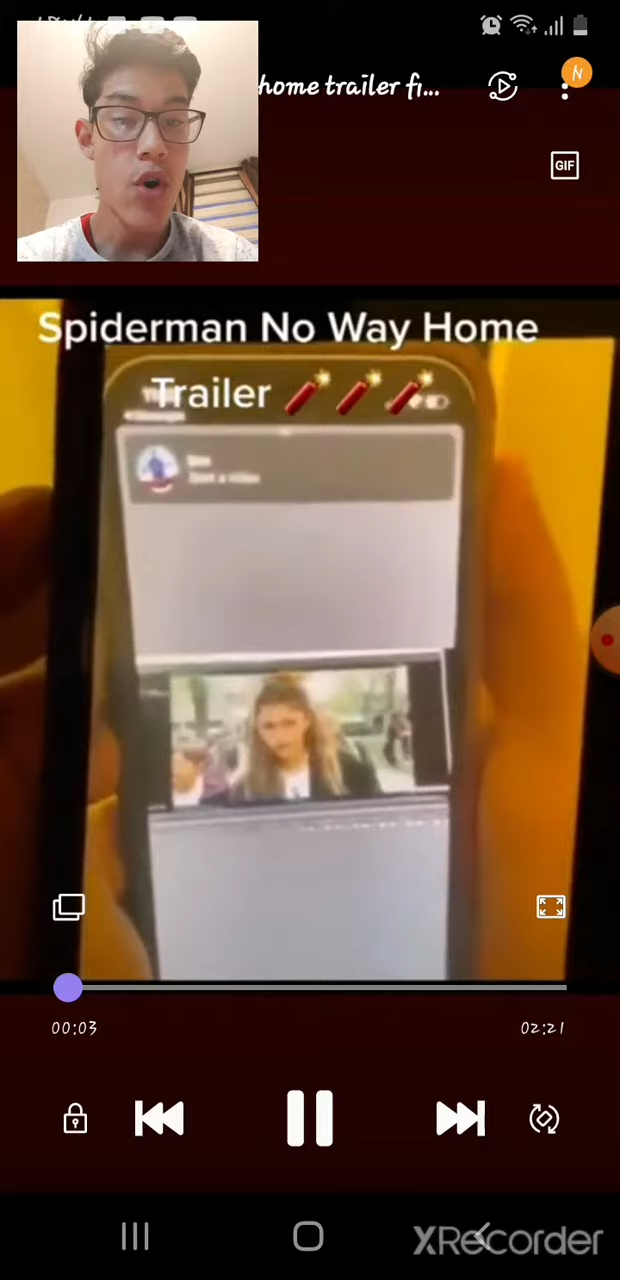 home trailer fi...
N
GIF
Spiderman No Way Home
Trailer 🧨🧨🧨
00:03
02:21
XRecorder